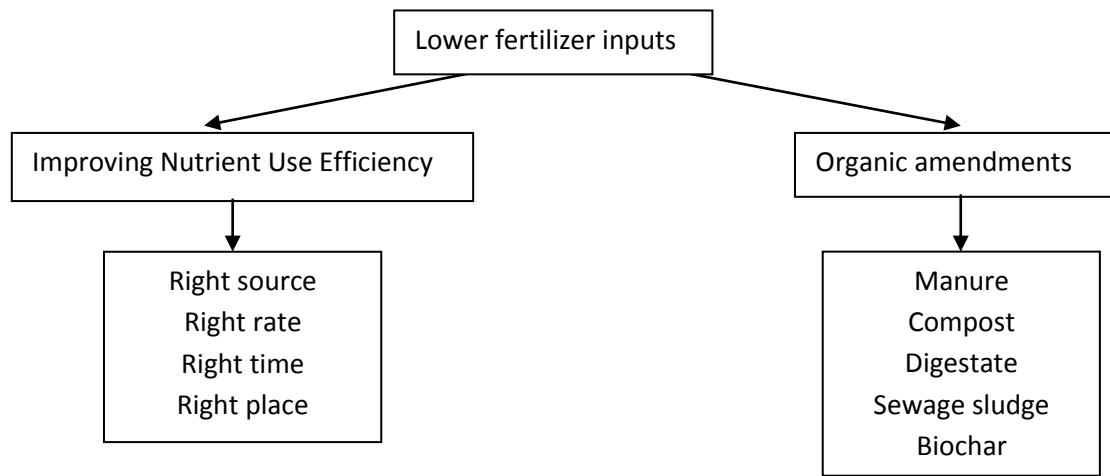 Lower fertilizer inputs
Improving Nutrient Use Efficiency
Organic amendments
Right source
Right rate
Right time
Right place
Manure
Compost
Digestate
Sewage sludge
Biochar